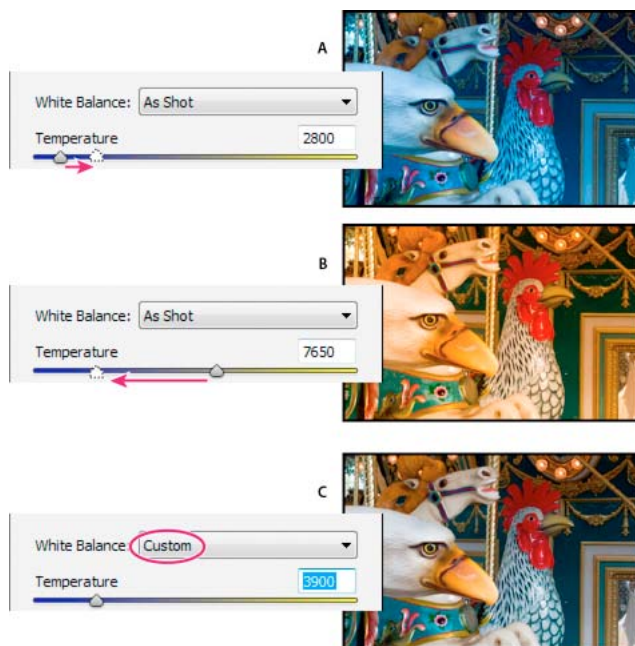 A
White Balance: As Shot
Temperature 2800
B
White Balance: As Shot
Temperature 7650
C
White Balance: Custom
Temperature 3900